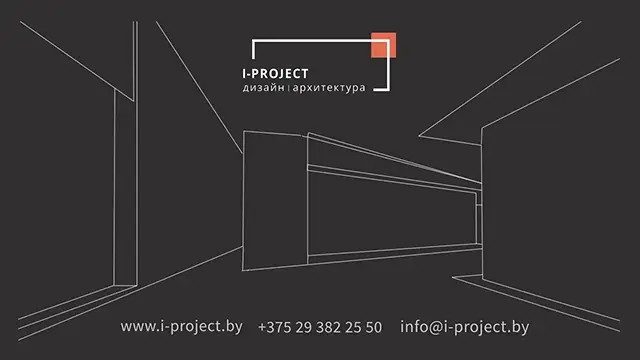 I-PROJECT
дизайн | архитектура
www.i-project.by +375 29 382 25 50 info@i-project.by